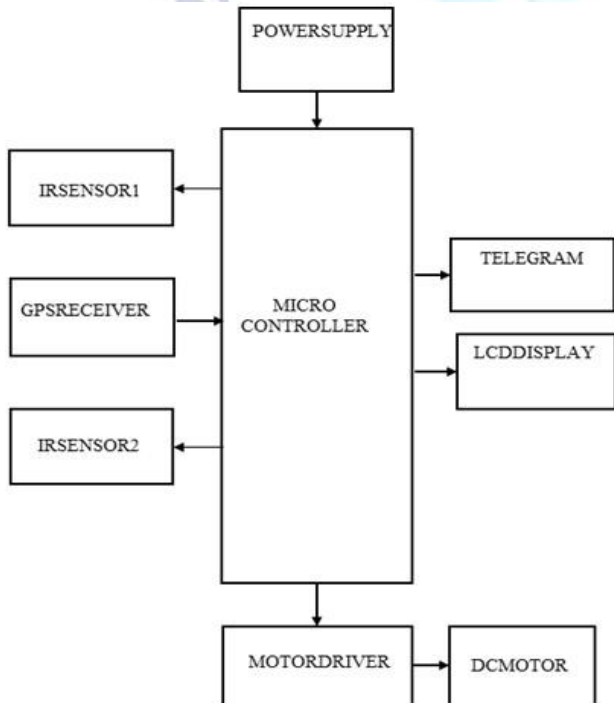 POWERSUPPLY
IRSENSOR1
TELEGRAM
GPSRECEIVER
MICRO
CONTROLLER
LCDDISPLAY
IRSENSOR2
MOTORDRIVER
DCMOTOR